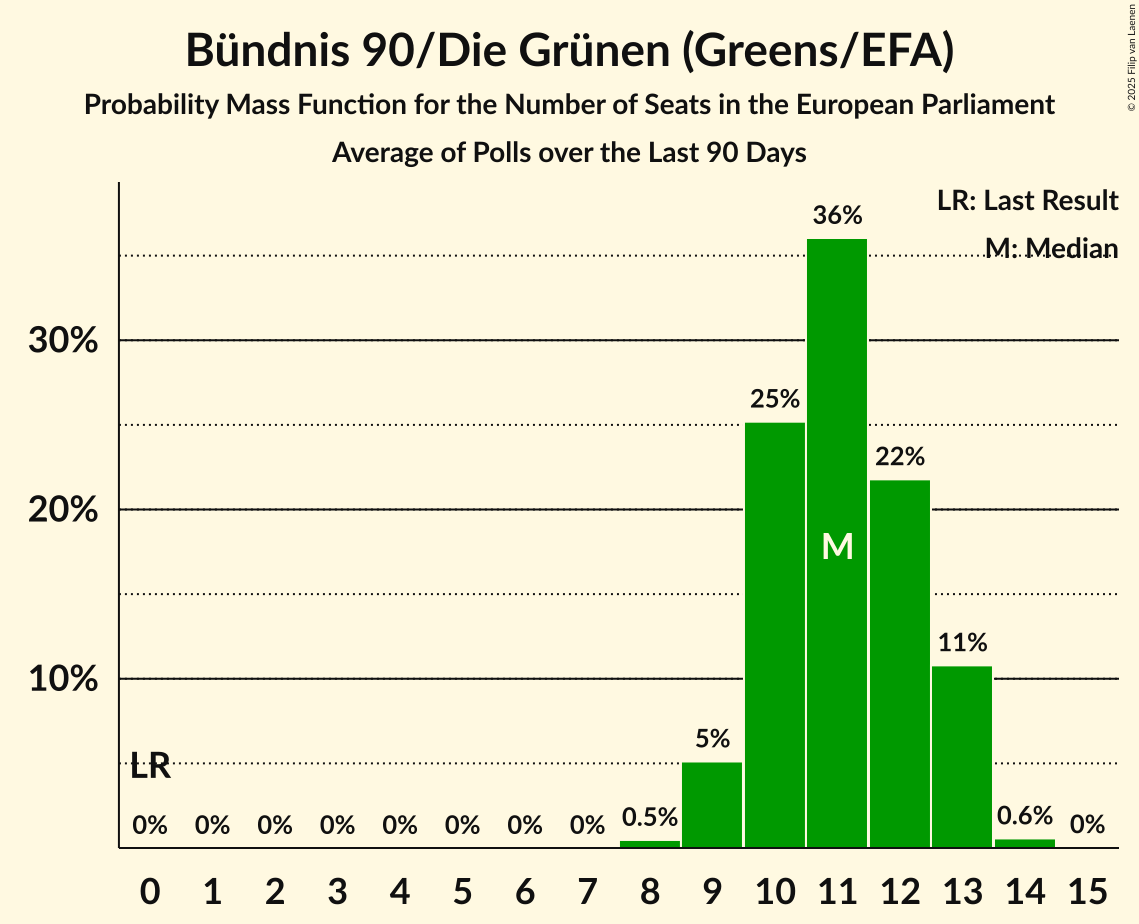 Bündnis 90/Die Grünen (Greens/EFA)
Probability Mass Function for the Number of Seats in the European Parliament
Average of Polls over the Last 90 Days
© 2025 Filip van Laenen
LR: Last Result
M: Median
36%
30%
25%
22%
20%
M
11%
10%
5%
LR
0% 0% 0% 0% 0% 0% 0% 0% 0.5% 0.6% 0%
0 1 2 3 4 5 6 7 8 9 10 11 12 13 14 15